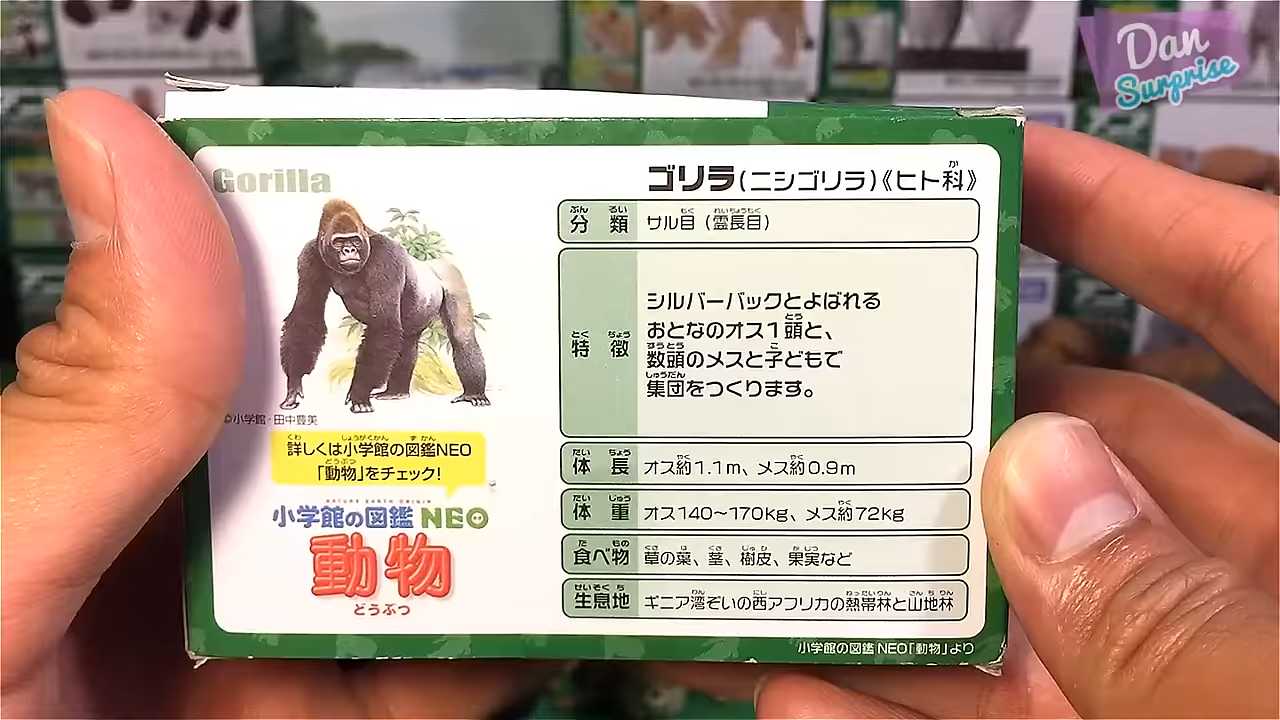 Dan
Surprise
Gorilla
ゴリラ(ニシゴリラ)《ヒト科》
分類 サル目(霊長目)
特徴 シルバーバックとよばれる
おとなのオス1頭と、
数頭のメスと子どもで
集団をつくります。
体長 オス約1.1m、メス約0.9m
体重 オス140~170kg、メス約72kg
食べ物 草の葉、茎、樹皮、果実など
生息地 ギニア湾ぞいの西アフリカの熱帯林と山地林
©小学館・田中豊美
詳しくは小学館の図鑑NEO
「動物」をチェック!
小学館の図鑑 NEO
動物
どうぶつ
小学館の図鑑NEO「動物」より